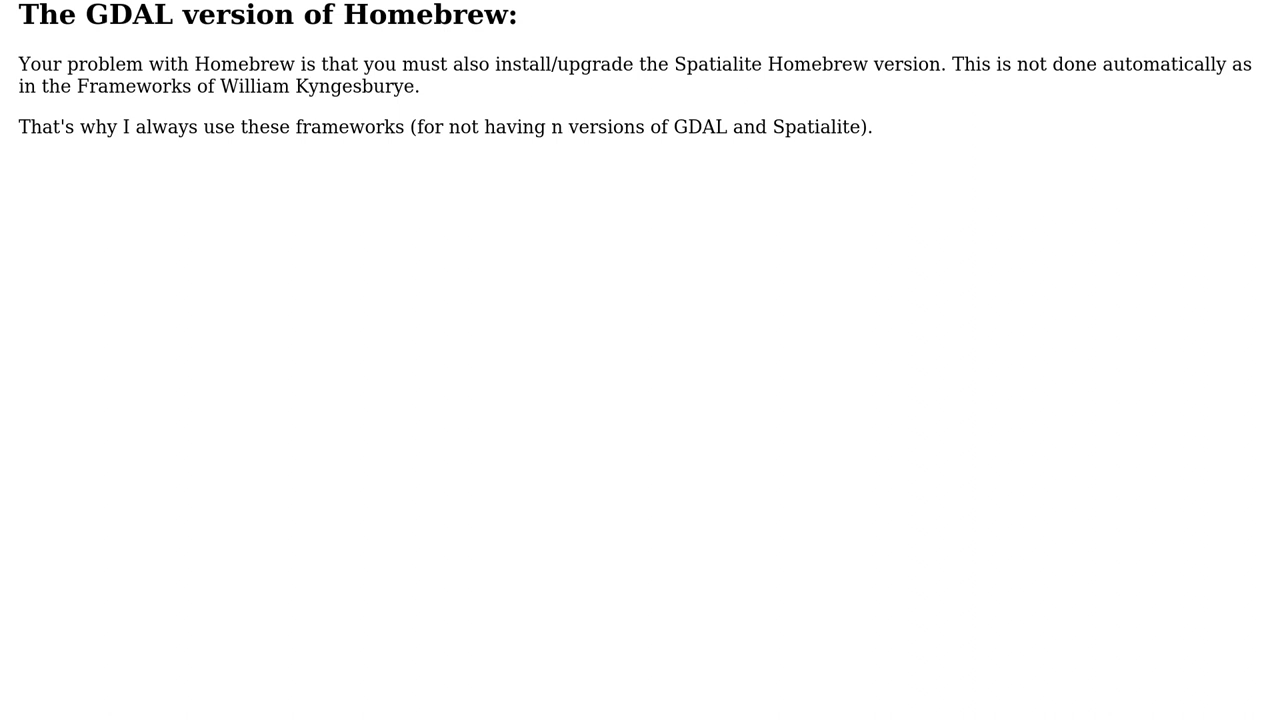 The GDAL version of Homebrew:
Your problem with Homebrew is that you must also install/upgrade the Spatialite Homebrew version. This is not done automatically as
in the Frameworks of William Kyngesburye.
That's why I always use these frameworks (for not having n versions of GDAL and Spatialite).